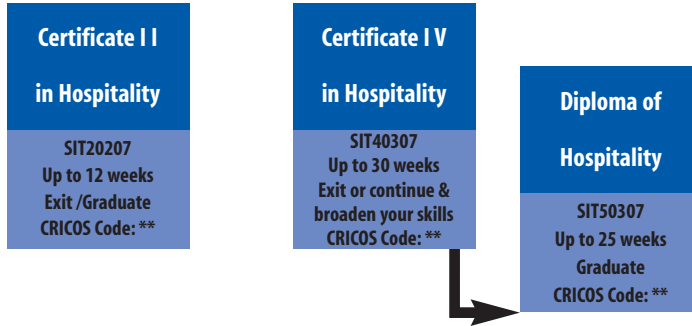 Certificate I I
in Hospitality
SIT20207
Up to 12 weeks
Exit /Graduate
CRICOS Code: **
Certificate I V
in Hospitality
SIT40307
Up to 30 weeks
Exit or continue &
broaden your skills
CRICOS Code: **
Diploma of
Hospitality
SIT50307
Up to 25 weeks
Graduate
CRICOS Code: **